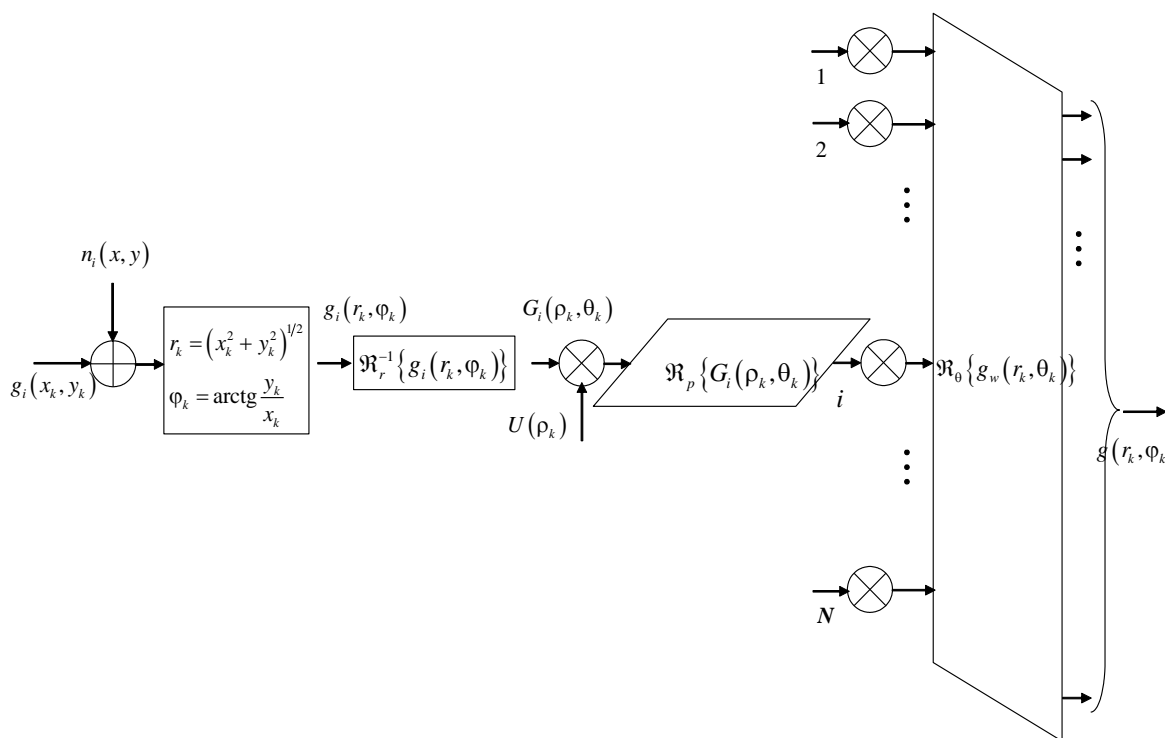 1
2
⋮
⋮
n_i(x, y)
g_i(x_k, y_k)
r_k = (x_k^2 + y_k^2)^{1/2}
φ_k = arctg y_k/x_k
g_i(r_k, φ_k)
ℜ_r^{-1}{g_i(r_k, φ_k)}
G_i(ρ_k, θ_k)
U(ρ_k)
ℜ_p{G_i(ρ_k, θ_k)}
i
ℜ_θ{g_w(r_k, θ_k)}
g(r_k, φ_k
⋮
N